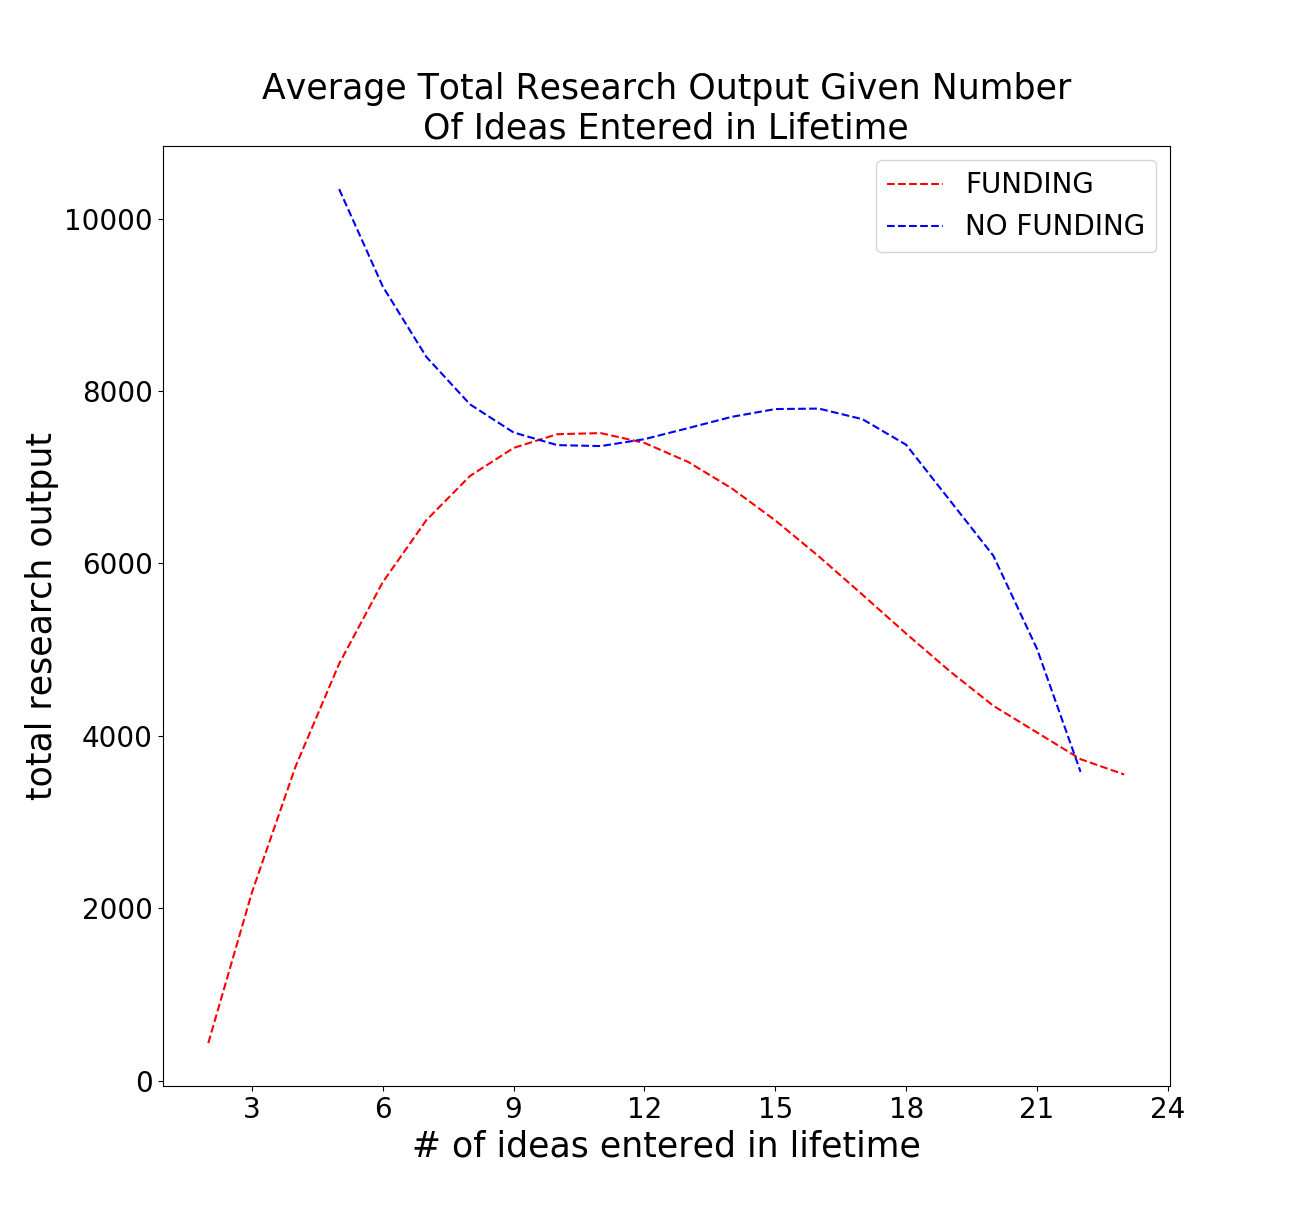 Average Total Research Output Given Number
Of Ideas Entered in Lifetime
FUNDING
NO FUNDING
total research output
10000
8000
6000
4000
2000
0
3 6 9 12 15 18 21 24
# of ideas entered in lifetime